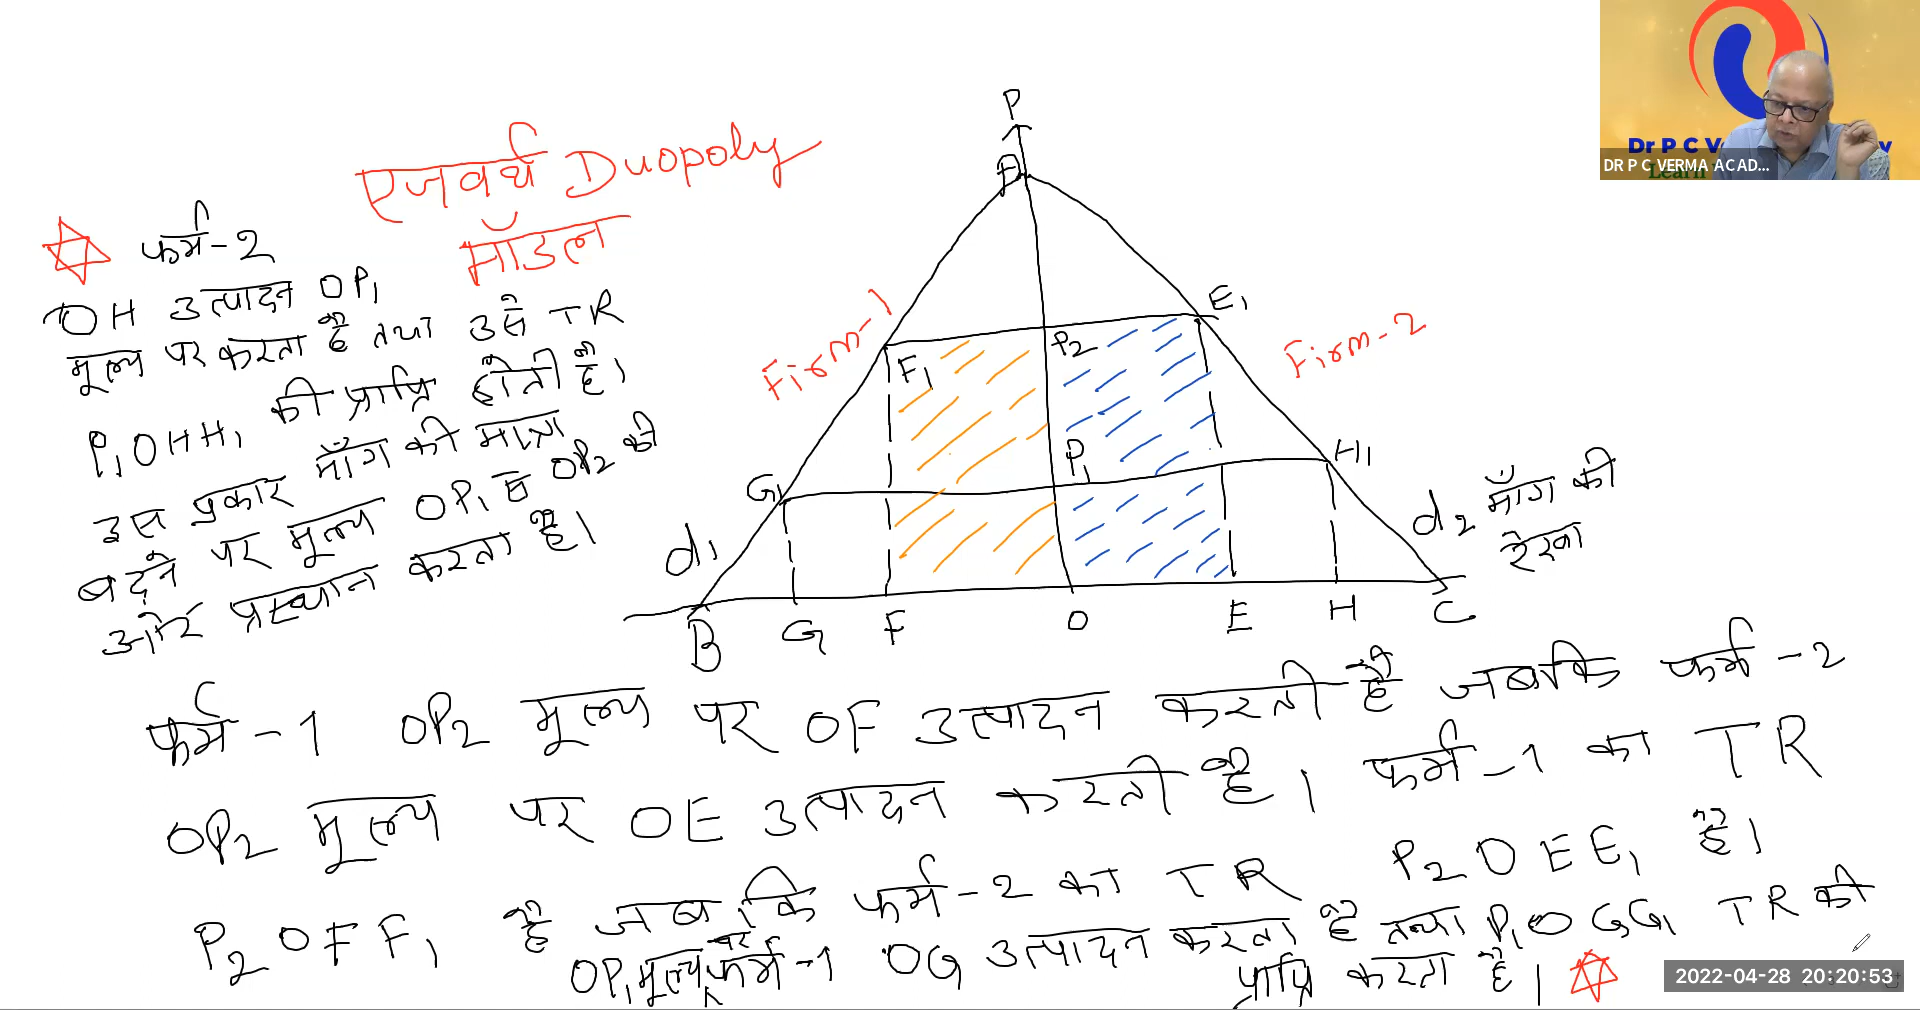 एजवर्थ Duopoly
मॉडल
फर्म-2
OH उत्पादन OP1
मूल्य पर करता है तथा उसे TR
P1OHH1 की प्राप्ति होती है।
इस प्रकार माँग की मात्रा
बढ़ने पर मूल्य OP1 से OP2 की
ओर प्रस्थान करता है।
P
A
Firm-1
Firm-2
E1
F1
P2
P1
G1
H1
d1
d2 माँग की
रेखा
B G F O E H C
फर्म-1 OP2 मूल्य पर OF उत्पादन करती है जबकि फर्म-2
OP2 मूल्य पर OE उत्पादन करती है। फर्म-1 का TR
P2OFF1 है जबकि फर्म-2 का TR P2OEE1 है।
OP1 मूल्य पर फर्म-1 OG उत्पादन करता है तथा P1OGG1 TR की
प्राप्ति करता है।
Dr P C V
y
Learn
DR P C VERMA ACAD...
2022-04-28 20:20:53